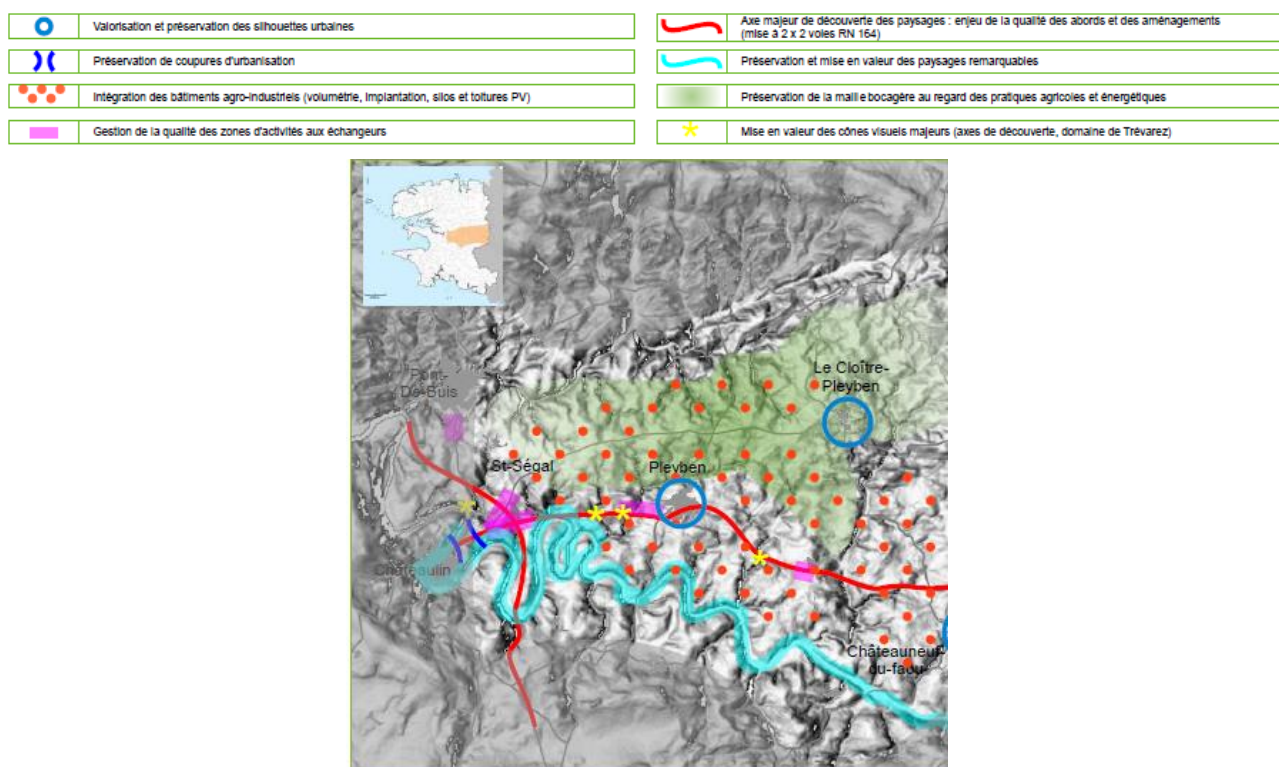 Valorisation et préservation des silhouettes urbaines
Préservation de coupures d'urbanisation
Intégration des bâtiments agro-industriels (volumétrie, implantation, silos et toitures PV)
Gestion de la qualité des zones d'activités aux échangeurs
Axe majeur de découverte des paysages : enjeu de la qualité des abords et des aménagements
(mise à 2 x 2 voies RN 164)
Préservation et mise en valeur des paysages remarquables
Préservation de la maille bocagère au regard des pratiques agricoles et énergétiques
Mise en valeur des cônes visuels majeurs (axes de découverte, domaine de Trévarez)
Le Cloître-
Pleyben
Pont-
De-Buis
St-Ségal
Pleyben
Châteaulin
Châteauneuf-
du-faou